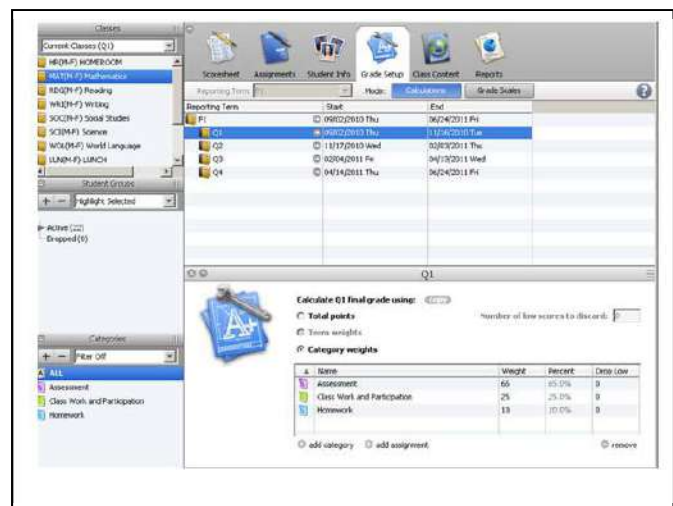 Classes
Current Classes (Q1)
HR(M-F) HOMEROOM
MAT(M-F) Mathematics
RDG(M-F) Reading
WRI(M-F) Writing
SOC(M-F) Social Studies
SCI(M-F) Science
WOL(M-F) World Language
LUN(M-F) LUNCH
Student Groups
Highlight Selected
Active
Dropped (0)
Categories
Filter Off
ALL
Assessment
Class Work and Participation
Homework
Scoresheet Assignments Student Info Grade Setup Class Content Reports
Reporting Term Mode: Calculations Grade Scales
Reporting Term Start End
09/02/2010 Thu 06/24/2011 Fri
Q1 09/02/2010 Thu 11/16/2010 Tue
Q2 11/17/2010 Wed 02/03/2011 Thu
Q3 02/04/2011 Fri 04/13/2011 Wed
Q4 04/14/2011 Thu 06/24/2011 Fri
Q1
Calculate Q1 final grade using:
Total points Number of low scores to discard: 0
Term weights
Category weights
Name Weight Percent Drop Low
Assessment 65 65.0% 0
Class Work and Participation 25 25.0% 0
Homework 10 10.0% 0
add category add assignment remove